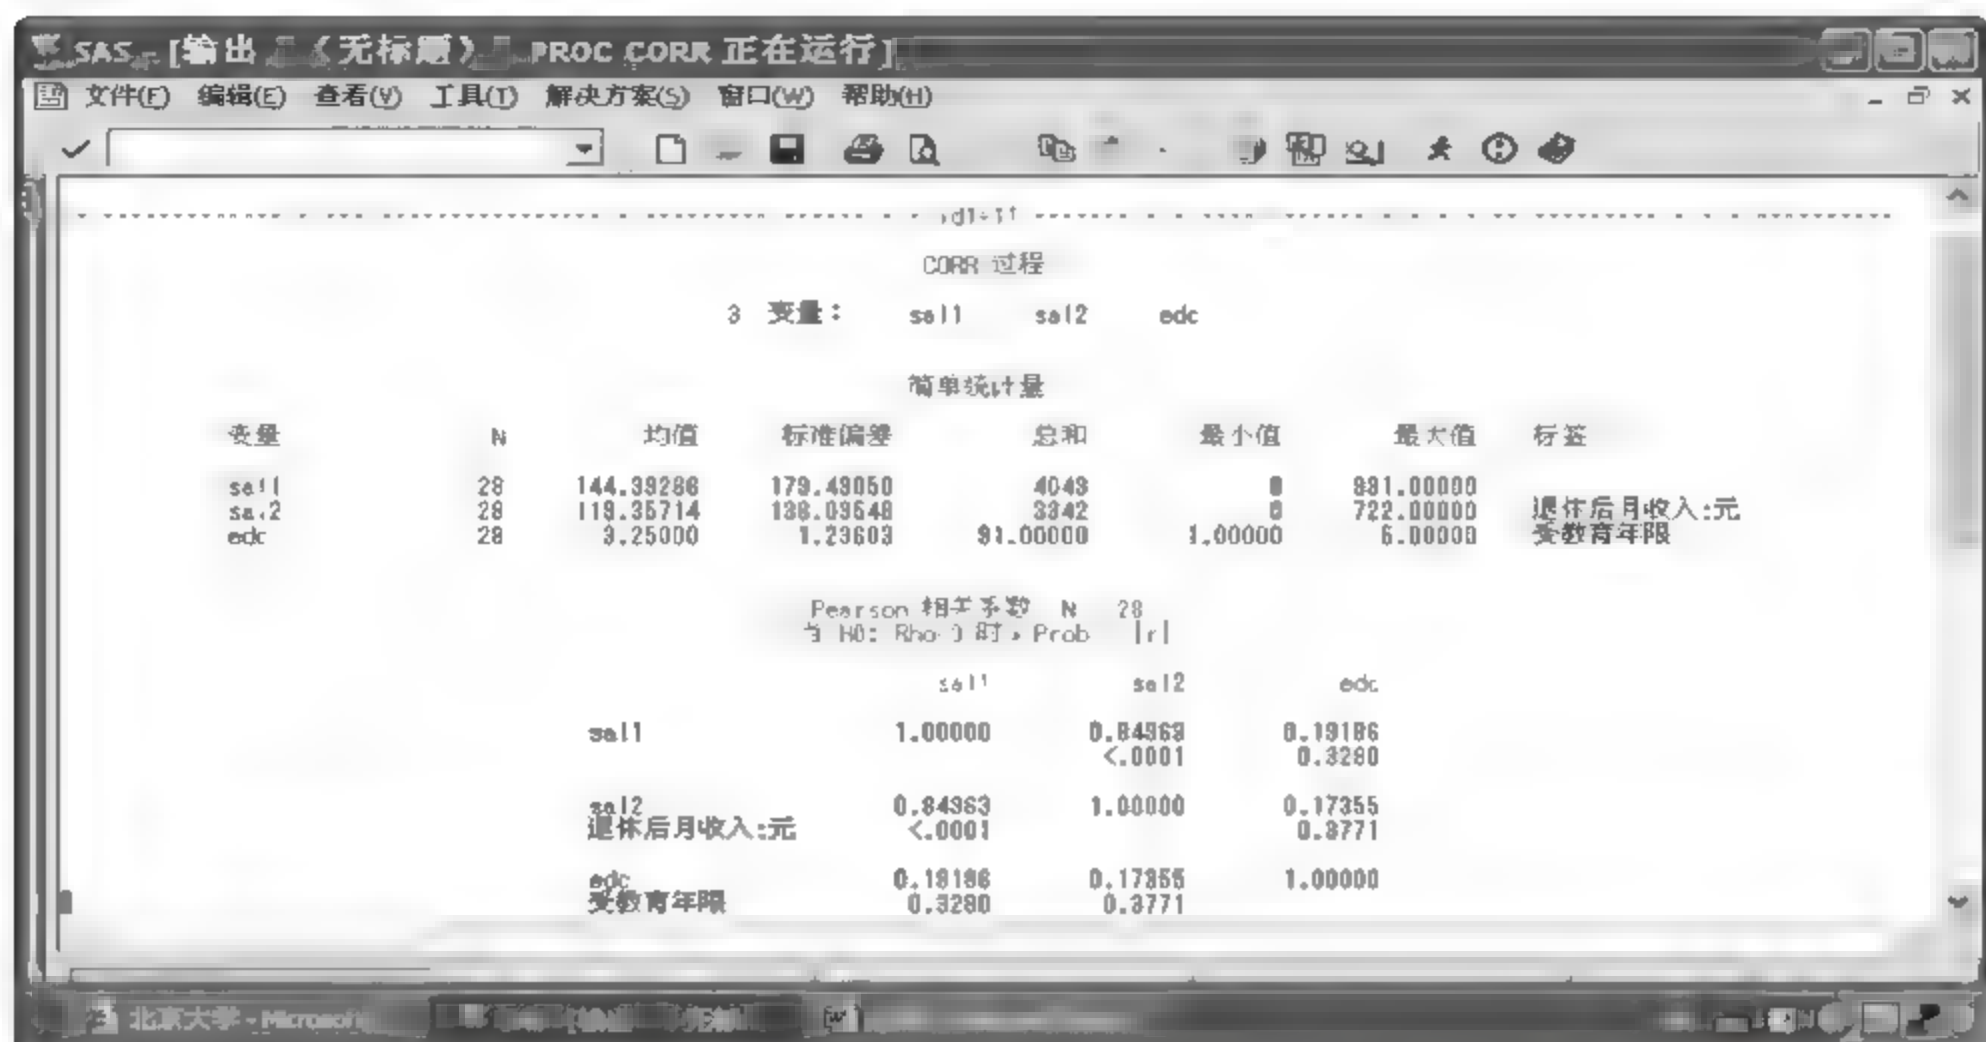 SAS - [输出 - (无标题) - PROC CORR 正在运行]
文件(F) 编辑(E) 查看(V) 工具(T) 解决方案(S) 窗口(W) 帮助(H)
CORR 过程
3 变量： sal1 sal2 edc
简单统计量
变量 N 均值 标准偏差 总和 最小值 最大值 标签
sal1 28 144.39286 179.49050 4043 0 881.00000
sal2 28 119.35714 138.09548 3342 0 722.00000 退休后月收入:元
edc 28 3.25000 1.23603 91.00000 1.00000 6.00000 受教育年限
Pearson 相关系数 N 28
当 H0: Rho=0 时, Prob |r|
sal1 sal2 edc
sal1 1.00000 0.84963 0.19186
<.0001 0.3280
sal2 0.84963 1.00000 0.17355
退休后月收入:元 <.0001 0.3771
edc 0.19186 0.17355 1.00000
受教育年限 0.3280 0.3771
北京大学 - Microsoft